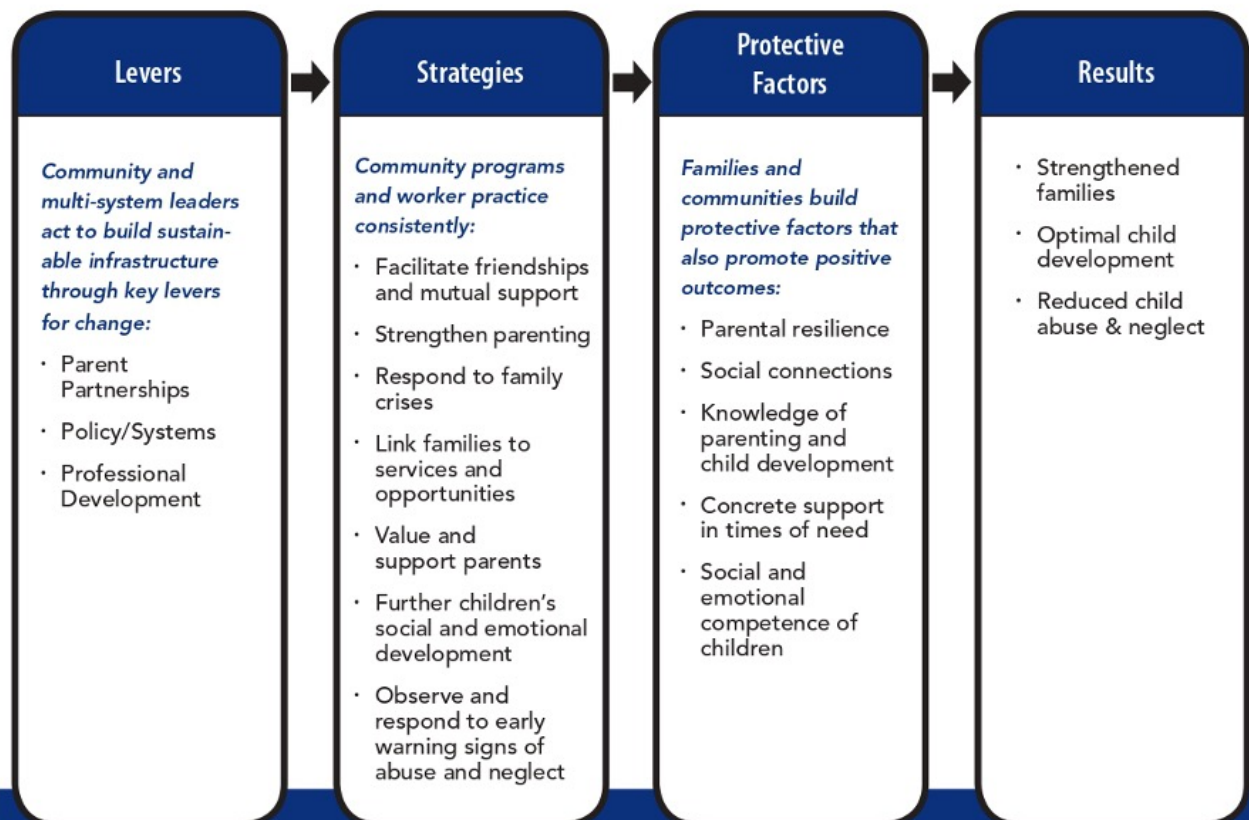 Levers
Community and
multi-system leaders
act to build sustain-
able infrastructure
through key levers
for change:
· Parent
Partnerships
· Policy/Systems
· Professional
Development
Strategies
Community programs
and worker practice
consistently:
· Facilitate friendships
and mutual support
· Strengthen parenting
· Respond to family
crises
· Link families to
services and
opportunities
· Value and
support parents
· Further children’s
social and emotional
development
· Observe and
respond to early
warning signs of
abuse and neglect
Protective
Factors
Families and
communities build
protective factors that
also promote positive
outcomes:
· Parental resilience
· Social connections
· Knowledge of
parenting and
child development
· Concrete support
in times of need
· Social and
emotional
competence of
children
Results
· Strengthened
families
· Optimal child
development
· Reduced child
abuse & neglect